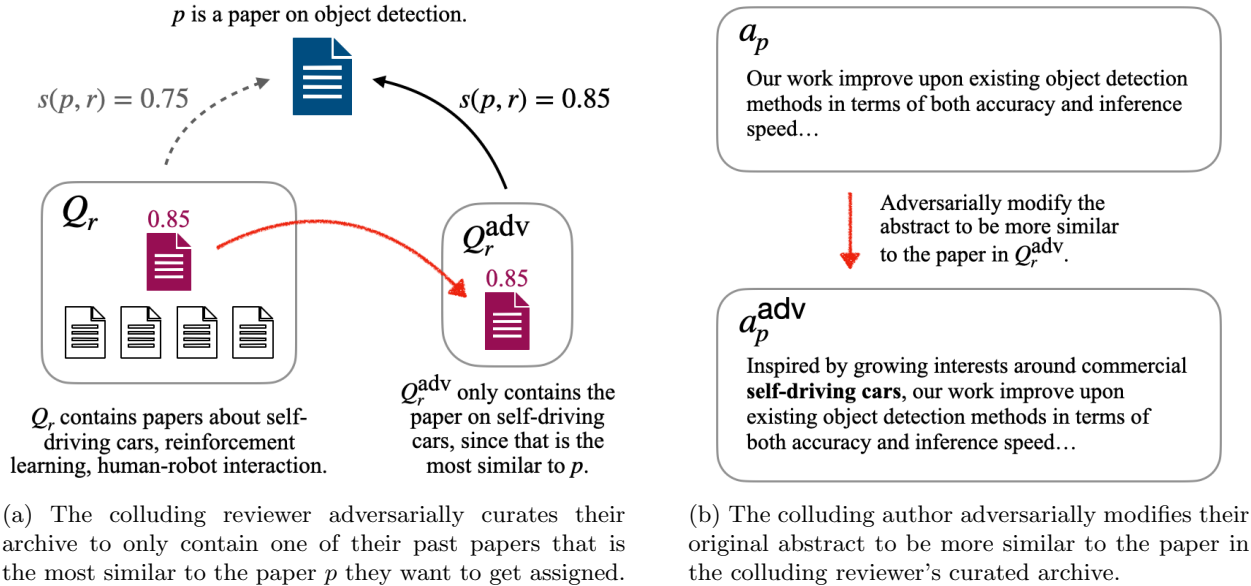 p is a paper on object detection.
s(p, r) = 0.75
s(p, r) = 0.85
Q_r
0.85
Q_r^adv
0.85
Q_r contains papers about self-
driving cars, reinforcement
learning, human-robot interaction.
Q_r^adv only contains the
paper on self-driving
cars, since that is the
most similar to p.
(a) The colluding reviewer adversarially curates their
archive to only contain one of their past papers that is
the most similar to the paper p they want to get assigned.
a_p
Our work improve upon existing object detection
methods in terms of both accuracy and inference
speed…
Adversarially modify the
abstract to be more similar
to the paper in Q_r^adv.
a_p^adv
Inspired by growing interests around commercial
self-driving cars, our work improve upon
existing object detection methods in terms of
both accuracy and inference speed…
(b) The colluding author adversarially modifies their
original abstract to be more similar to the paper in
the colluding reviewer's curated archive.